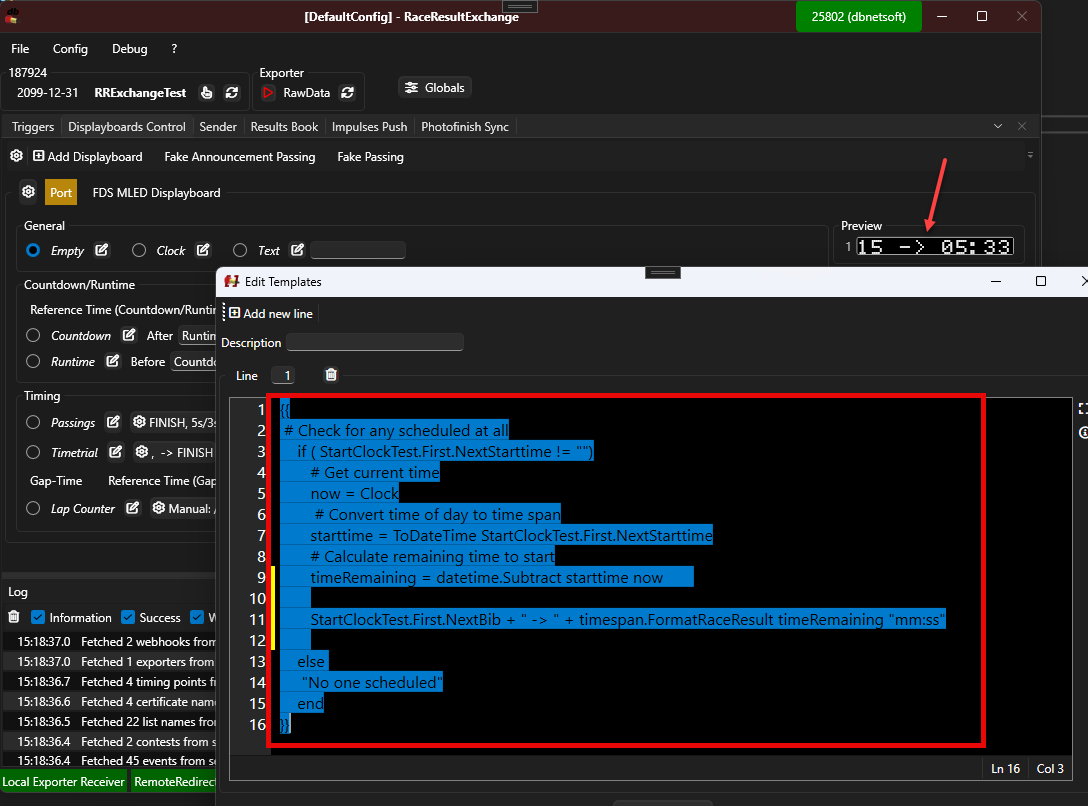 [DefaultConfig] - RaceResultExchange
25802 (dbnetsoft)
File Config Debug ?
187924
2099-12-31 RRExchangeTest
Exporter
RawData
Globals
Triggers Displayboards Control Sender Results Book Impulses Push Photofinish Sync
Add Displayboard Fake Announcement Passing Fake Passing
Port FDS MLED Displayboard
General
Empty Clock Text
Preview
1 15 -> 05:33
Edit Templates
Countdown/Runtime
Reference Time (Countdown/Runtim
Countdown After Runtim
Runtime Before Countdo
Timing
Passings FINISH, 5s/3s
Timetrial , -> FINISH
Gap-Time Reference Time (Gap
Lap Counter Manual: /
Add new line
Description
Line 1
1 {{
2 # Check for any scheduled at all
3 if ( StartClockTest.First.NextStarttime != "")
4 # Get current time
5 now = Clock
6 # Convert time of day to time span
7 starttime = ToDateTime StartClockTest.First.NextStarttime
8 # Calculate remaining time to start
9 timeRemaining = datetime.Subtract starttime now
10
11 StartClockTest.First.NextBib + " -> " + timespan.FormatRaceResult timeRemaining "mm:ss"
12
13 else
14 "No one scheduled"
15 end
16 }}
Ln 16 Col 3
Log
Information Success W
15:18:37.0 Fetched 2 webhooks from
15:18:37.0 Fetched 1 exporters from
15:18:36.7 Fetched 4 timing points fr
15:18:36.6 Fetched 4 certificate name
15:18:36.5 Fetched 22 list names from
15:18:36.4 Fetched 2 contests from s
15:18:36.4 Fetched 45 events from se
Local Exporter Receiver RemoteRedirect